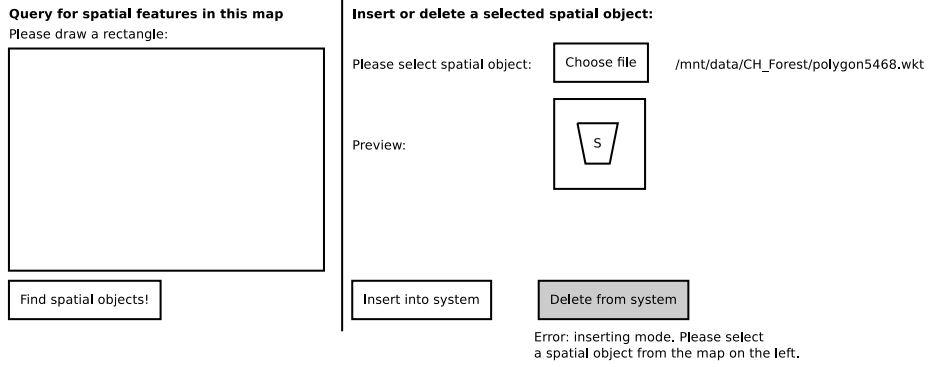 Query for spatial features in this map
Please draw a rectangle:
Find spatial objects!
Insert or delete a selected spatial object:
Please select spatial object:
Choose file
/mnt/data/CH_Forest/polygon5468.wkt
Preview:
S
Insert into system
Delete from system
Error: inserting mode. Please select
a spatial object from the map on the left.